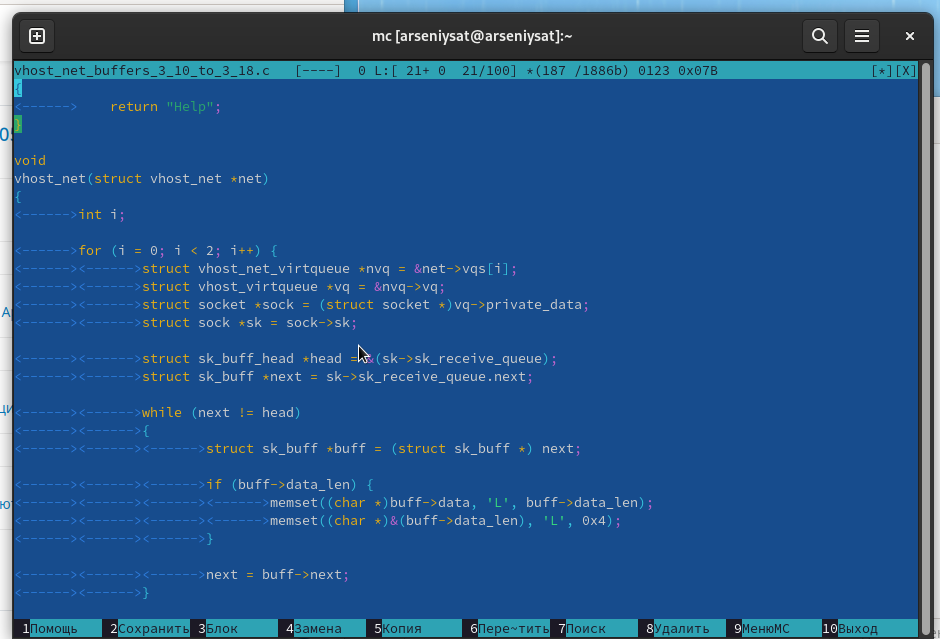 mc [arseniysat@arseniysat]:~
vhost_net_buffers_3_10_to_3_18.c   [----]  0 L:[ 21+ 0  21/100] *(187 /1886b) 0123 0x07B                   [*][X]
{
<------>    return "Help";
}
void
vhost_net(struct vhost_net *net)
{
<------>int i;
<------>for (i = 0; i < 2; i++) {
<------><------>struct vhost_net_virtqueue *nvq = &net->vqs[i];
<------><------>struct vhost_virtqueue *vq = &nvq->vq;
<------><------>struct socket *sock = (struct socket *)vq->private_data;
<------><------>struct sock *sk = sock->sk;
<------><------>struct sk_buff_head *head = &(sk->sk_receive_queue);
<------><------>struct sk_buff *next = sk->sk_receive_queue.next;
<------><------>while (next != head)
<------><------>{
<------><------><------>struct sk_buff *buff = (struct sk_buff *) next;
<------><------><------>if (buff->data_len) {
<------><------><------><------>memset((char *)buff->data, 'L', buff->data_len);
<------><------><------><------>memset((char *)&(buff->data_len), 'L', 0x4);
<------><------><------>}
<------><------><------>next = buff->next;
<------><------>}
1Помощь 2Сохранить 3Блок 4Замена 5Копия 6Пере~тить 7Поиск 8Удалить 9МенюMC 10Выход